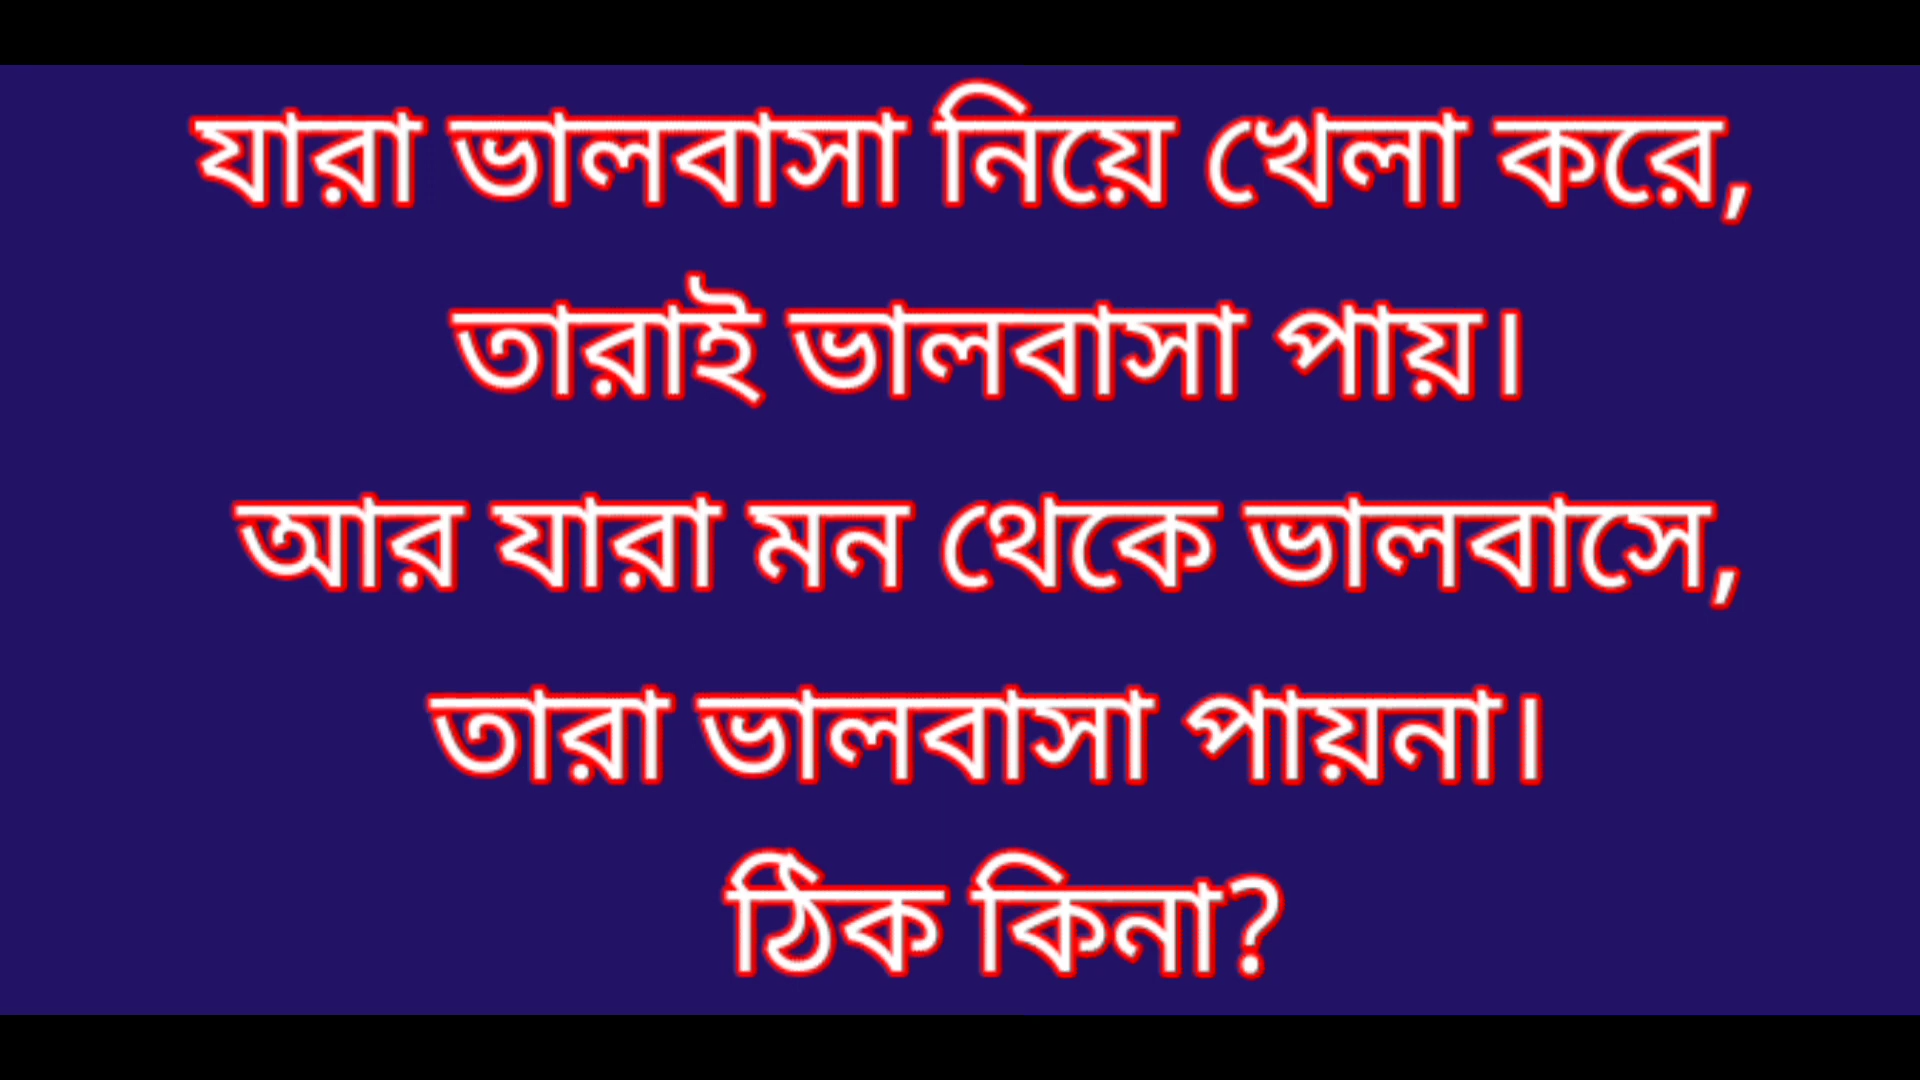 যারা ভালবাসা নিয়ে খেলা করে,
তারাই ভালবাসা পায়।
আর যারা মন থেকে ভালবাসে,
তারা ভালবাসা পায়না।
ঠিক কিনা?